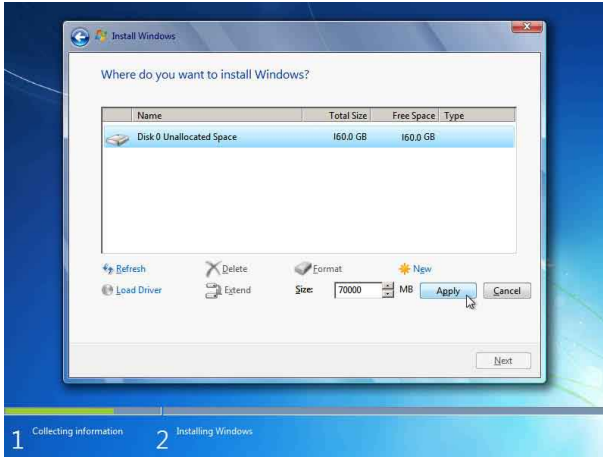 Install Windows
Where do you want to install Windows?
Name Total Size Free Space Type
Disk 0 Unallocated Space 160.0 GB 160.0 GB
Refresh Delete Format New
Load Driver Extend Size: 70000 MB Apply Cancel
Next
1 Collecting information 2 Installing Windows